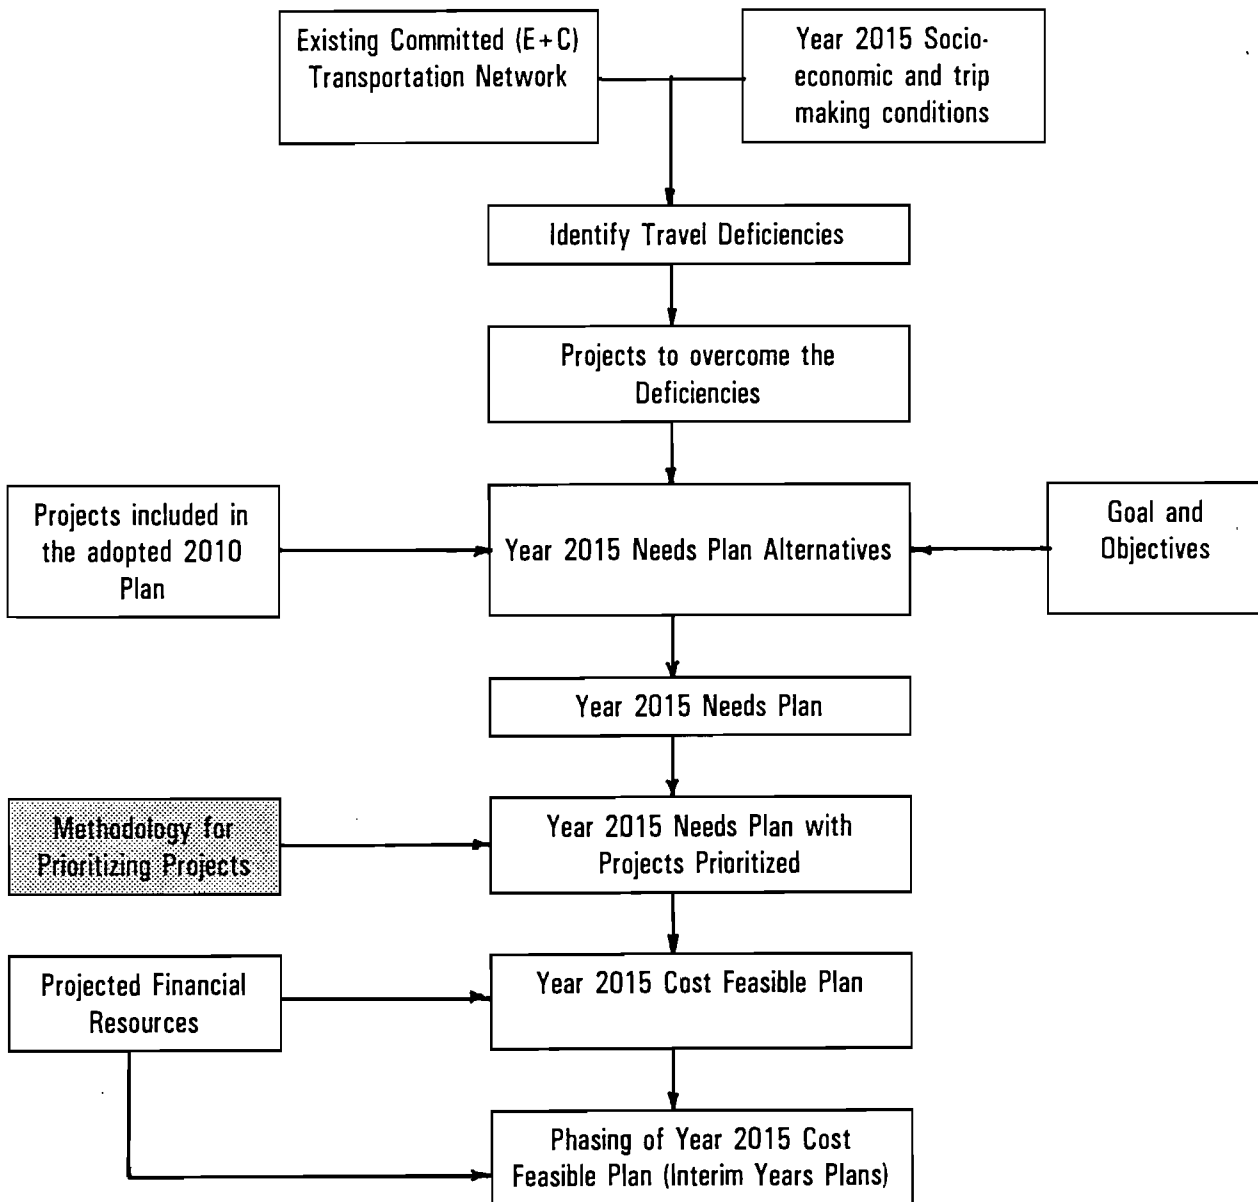 Existing Committed (E+C)
Transportation Network
Year 2015 Socio-
economic and trip
making conditions
Identify Travel Deficiencies
Projects to overcome the
Deficiencies
Projects included in
the adopted 2010
Plan
Year 2015 Needs Plan Alternatives
Goal and
Objectives
Year 2015 Needs Plan
Methodology for
Prioritizing Projects
Year 2015 Needs Plan with
Projects Prioritized
Projected Financial
Resources
Year 2015 Cost Feasible Plan
Phasing of Year 2015 Cost
Feasible Plan (Interim Years Plans)